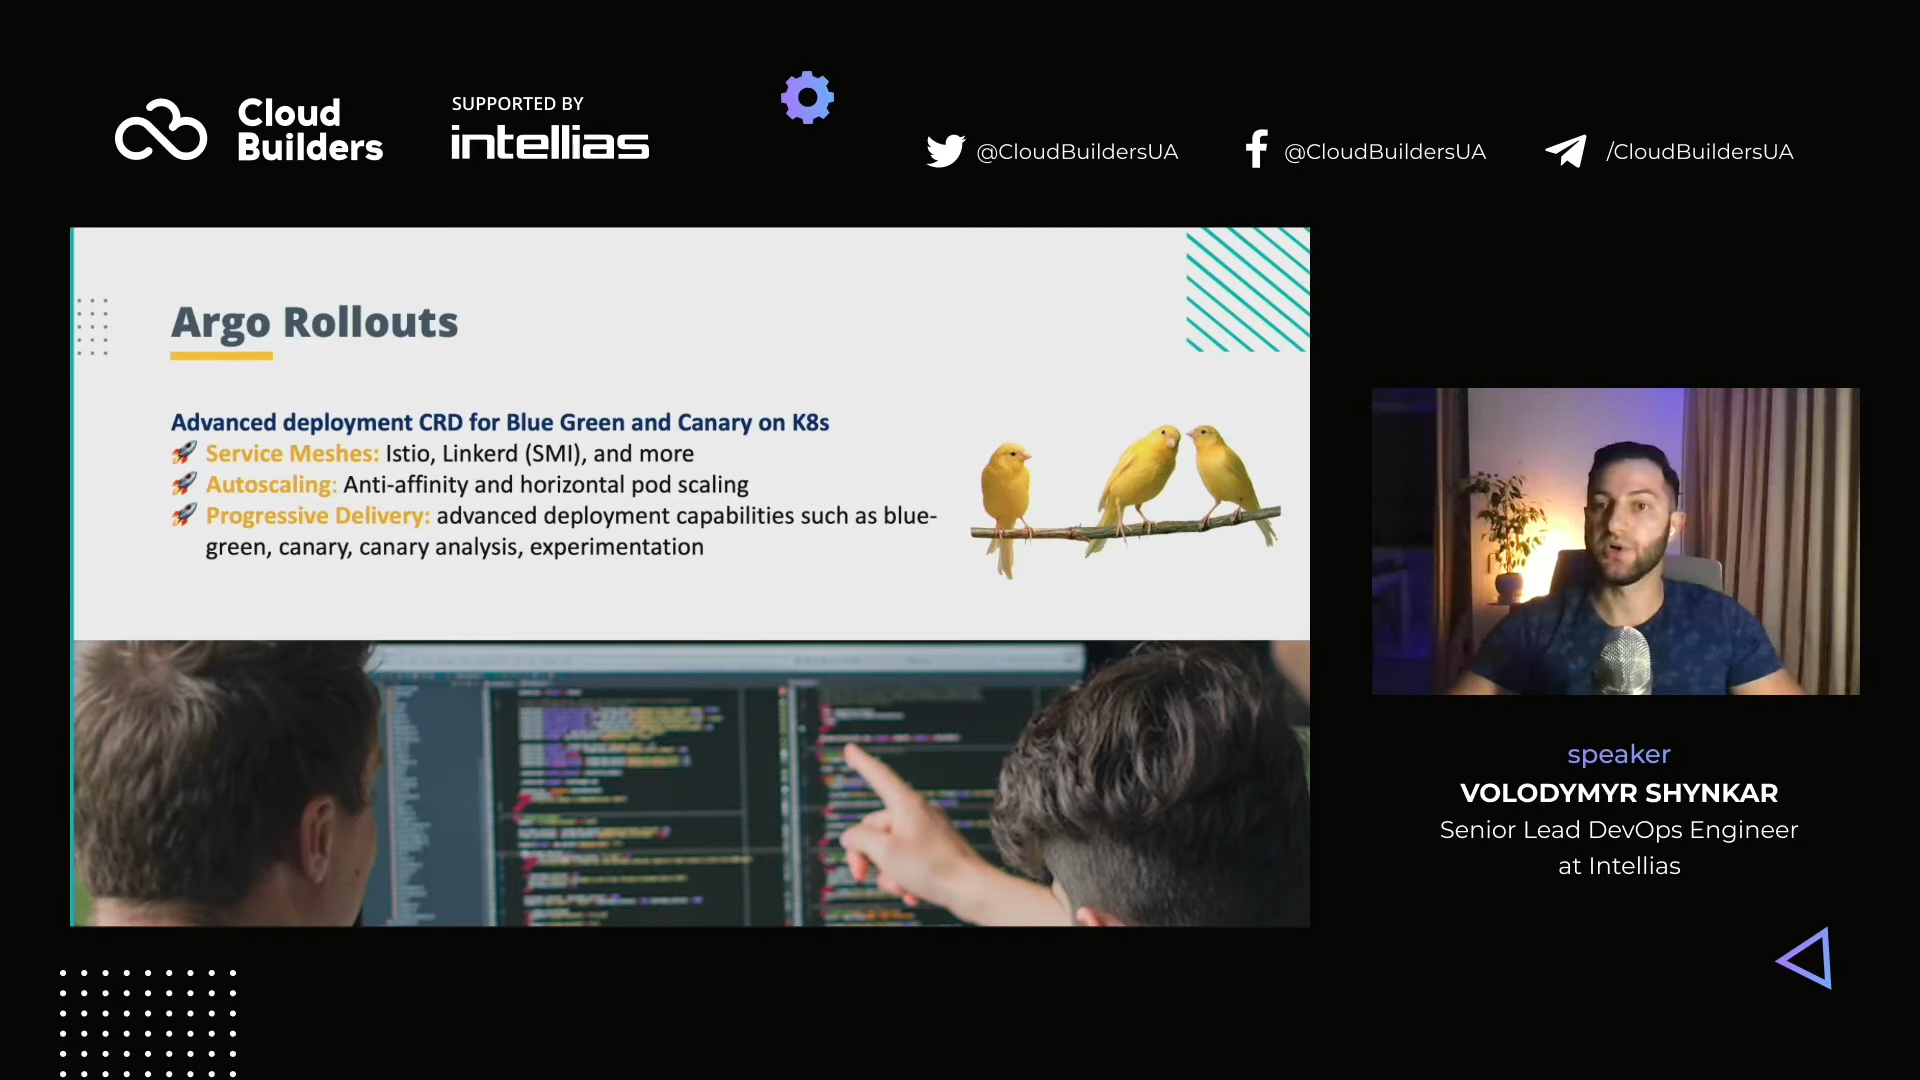 Cloud
Builders
SUPPORTED BY
intellias
@CloudBuildersUA
@CloudBuildersUA
/CloudBuildersUA
Argo Rollouts
Advanced deployment CRD for Blue Green and Canary on K8s
🚀 Service Meshes: Istio, Linkerd (SMI), and more
🚀 Autoscaling: Anti-affinity and horizontal pod scaling
🚀 Progressive Delivery: advanced deployment capabilities such as blue-
green, canary, canary analysis, experimentation
speaker
VOLODYMYR SHYNKAR
Senior Lead DevOps Engineer
at Intellias